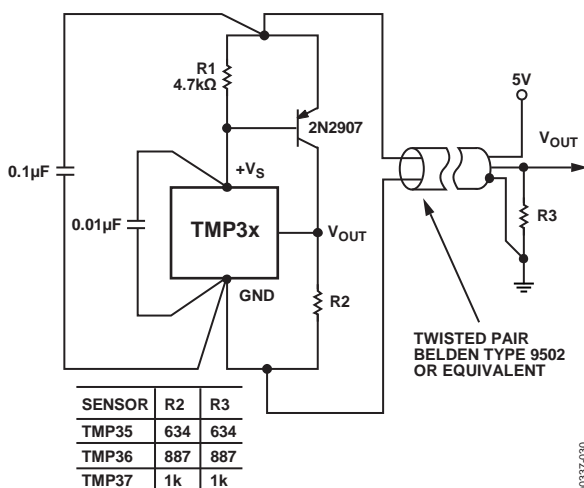 R1
4.7kΩ
5V
2N2907
VOUT
0.1µF
+VS
0.01µF
TMP3x
VOUT
R3
GND
R2
TWISTED PAIR
BELDEN TYPE 9502
OR EQUIVALENT
SENSOR R2 R3
TMP35 634 634
TMP36 887 887
TMP37 1k 1k